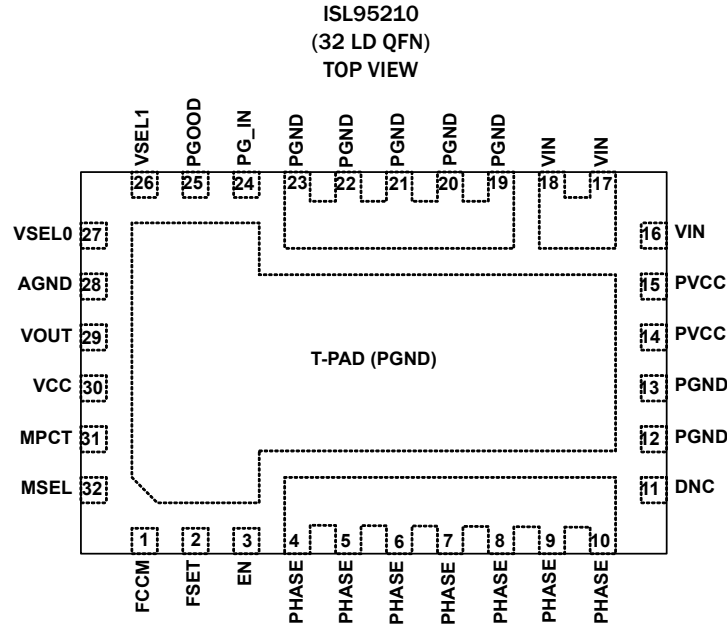 ISL95210
(32 LD QFN)
TOP VIEW
VSEL1
PGOOD
PG_IN
PGND
PGND
PGND
PGND
PGND
VIN
VIN
26
25
24
23
22
21
20
19
18
17
VSEL0 27
AGND 28
VOUT 29
VCC 30
MPCT 31
MSEL 32
T-PAD (PGND)
16 VIN
15 PVCC
14 PVCC
13 PGND
12 PGND
11 DNC
1
2
3
4
5
6
7
8
9
10
FCCM
FSET
EN
PHASE
PHASE
PHASE
PHASE
PHASE
PHASE
PHASE